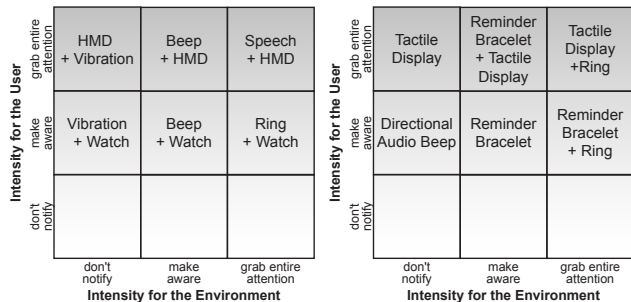 Intensity for the User
grab entire
attention
make
aware
don't
notify
HMD
+ Vibration
Beep
+ HMD
Speech
+ HMD
Vibration
+ Watch
Beep
+ Watch
Ring
+ Watch
don't
notify
make
aware
grab entire
attention
Intensity for the Environment
Intensity for the User
grab entire
attention
make
aware
don't
notify
Tactile
Display
Reminder
Bracelet
+ Tactile
Display
Tactile
Display
+Ring
Directional
Audio Beep
Reminder
Bracelet
Reminder
Bracelet
+ Ring
don't
notify
make
aware
grab entire
attention
Intensity for the Environment